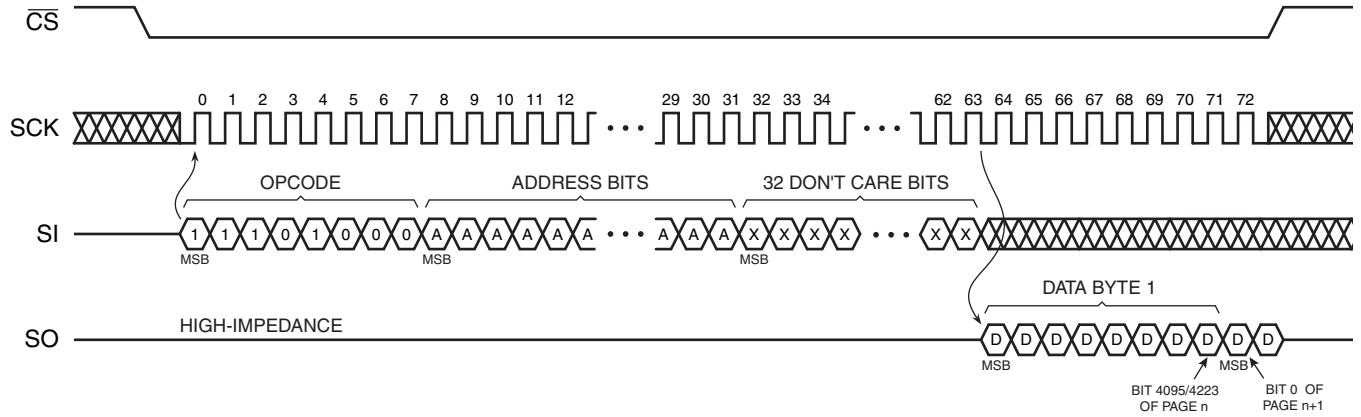 CS
0 1 2 3 4 5 6 7 8 9 10 11 12 29 30 31 32 33 34 62 63 64 65 66 67 68 69 70 71 72
SCK
OPCODE ADDRESS BITS 32 DON'T CARE BITS
SI 1 1 1 0 1 0 0 0 A A A A A A A A A X X X X X X
MSB MSB MSB
DATA BYTE 1
HIGH-IMPEDANCE
SO D D D D D D D D D D
MSB MSB
BIT 4095/4223 OF PAGE n
BIT 0 OF PAGE n+1